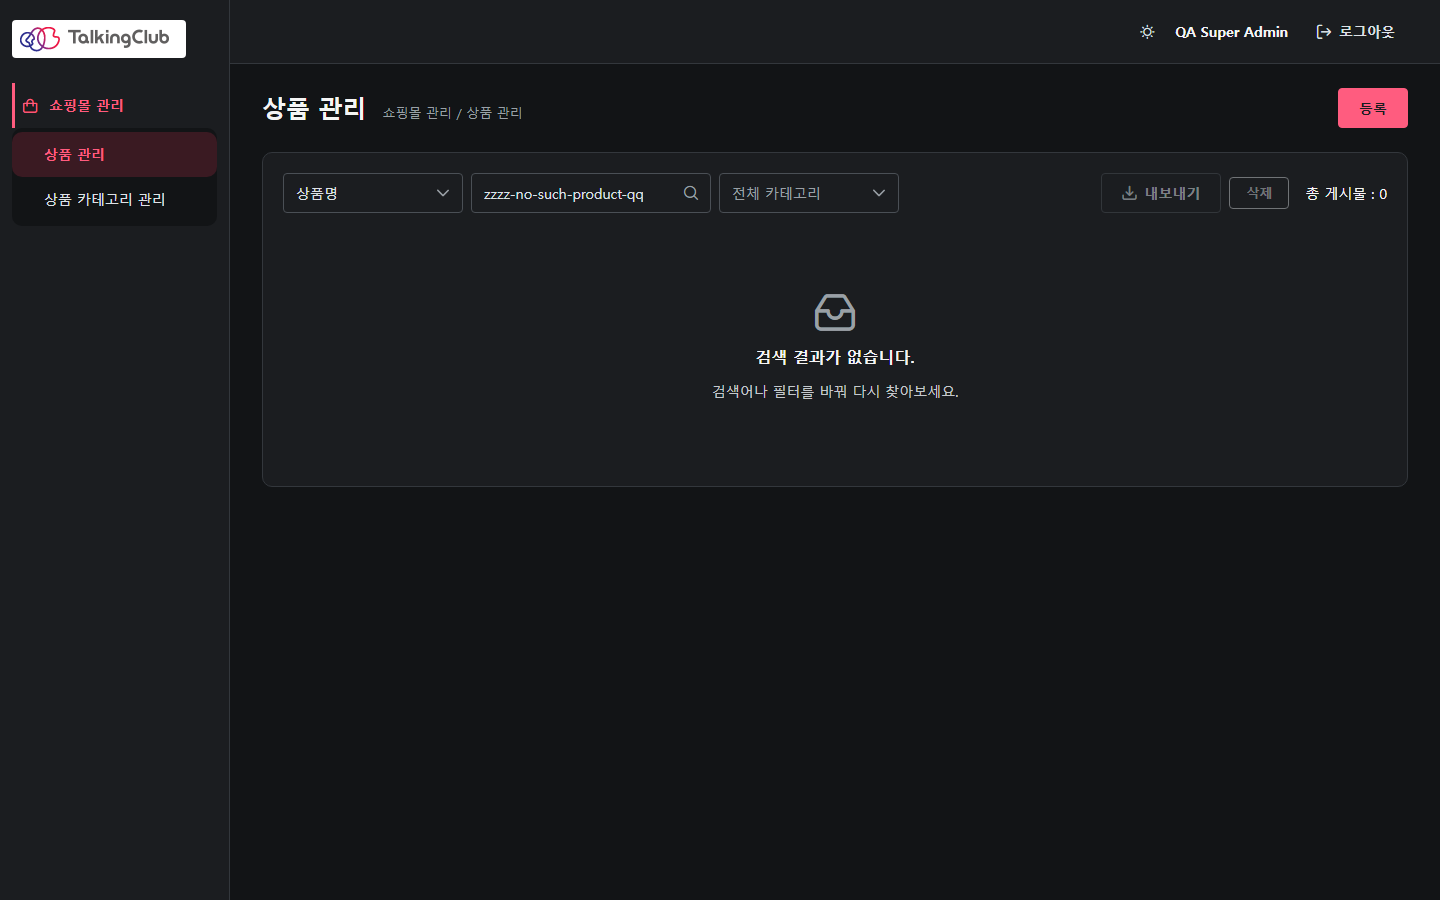 TalkingClub
QA Super Admin
로그아웃
쇼핑몰 관리
상품 관리
상품 카테고리 관리
상품 관리
쇼핑몰 관리 / 상품 관리
등록
상품명
zzzz-no-such-product-qq
전체 카테고리
내보내기
삭제
총 게시물 : 0
검색 결과가 없습니다.
검색어나 필터를 바꿔 다시 찾아보세요.